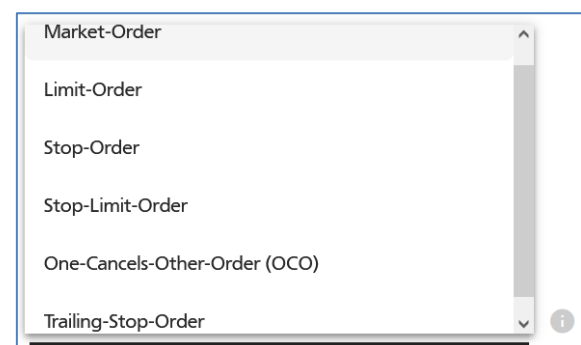 Market-Order
Limit-Order
Stop-Order
Stop-Limit-Order
One-Cancels-Other-Order (OCO)
Trailing-Stop-Order